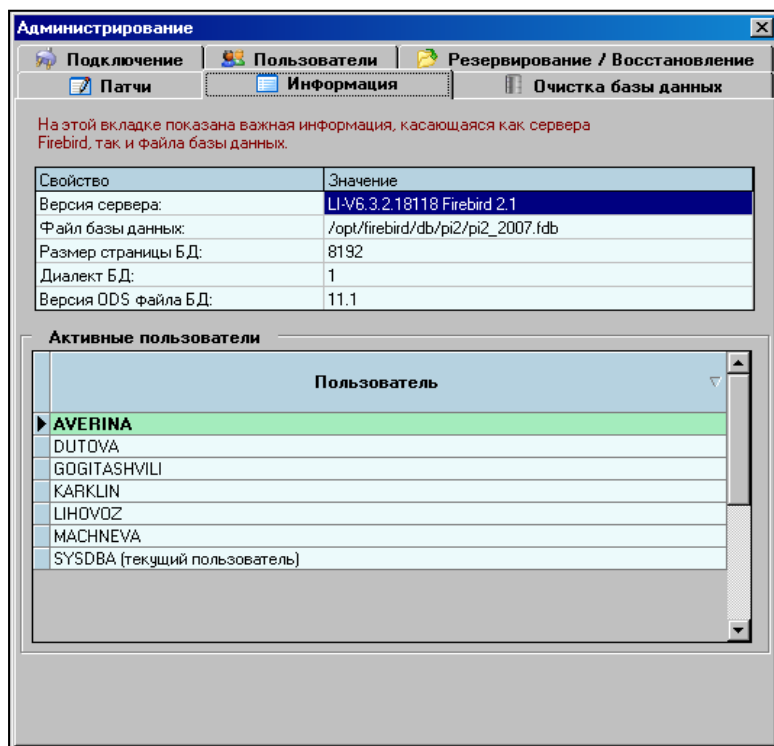 Администрирование
Подключение Пользователи Резервирование / Восстановление
Патчи Информация Очистка базы данных
На этой вкладке показана важная информация, касающаяся как сервера
Firebird, так и файла базы данных.
Свойство Значение
Версия сервера: LI-V6.3.2.18118 Firebird 2.1
Файл базы данных: /opt/firebird/db/pi2/pi2_2007.fdb
Размер страницы БД: 8192
Диалект БД: 1
Версия ODS файла БД: 11.1
Активные пользователи
Пользователь
AVERINA
DUTOVA
GOGITASHVILI
KARKLIN
LIHOVOZ
MACHNEVA
SYSDBA (текущий пользователь)